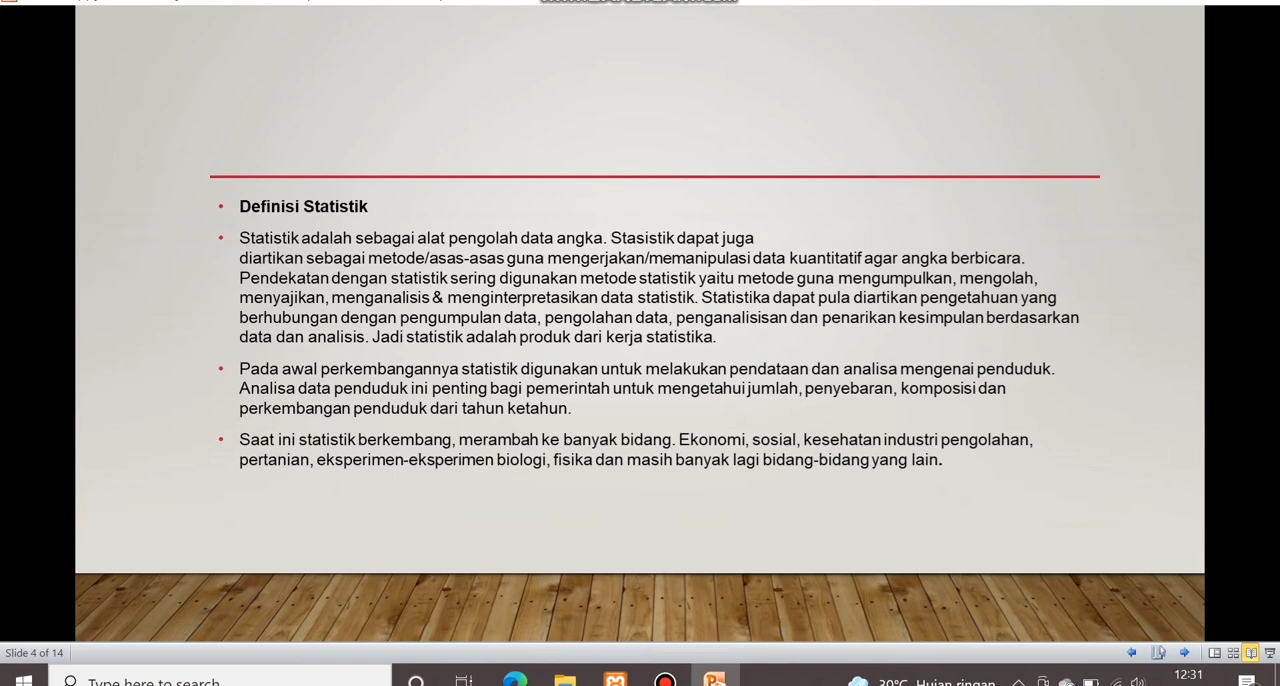 Definisi Statistik
Statistik adalah sebagai alat pengolah data angka. Stasistik dapat juga
diartikan sebagai metode/asas-asas guna mengerjakan/memanipulasi data kuantitatif agar angka berbicara.
Pendekatan dengan statistik sering digunakan metode statistik yaitu metode guna mengumpulkan, mengolah,
menyajikan, menganalisis & menginterpretasikan data statistik. Statistika dapat pula diartikan pengetahuan yang
berhubungan dengan pengumpulan data, pengolahan data, penganalisisan dan penarikan kesimpulan berdasarkan
data dan analisis. Jadi statistik adalah produk dari kerja statistika.
Pada awal perkembangannya statistik digunakan untuk melakukan pendataan dan analisa mengenai penduduk.
Analisa data penduduk ini penting bagi pemerintah untuk mengetahui jumlah, penyebaran, komposisi dan
perkembangan penduduk dari tahun ketahun.
Saat ini statistik berkembang, merambah ke banyak bidang. Ekonomi, sosial, kesehatan industri pengolahan,
pertanian, eksperimen-eksperimen biologi, fisika dan masih banyak lagi bidang-bidang yang lain.
Slide 4 of 14
Type here to search
30°C Hujan ringan
12:31